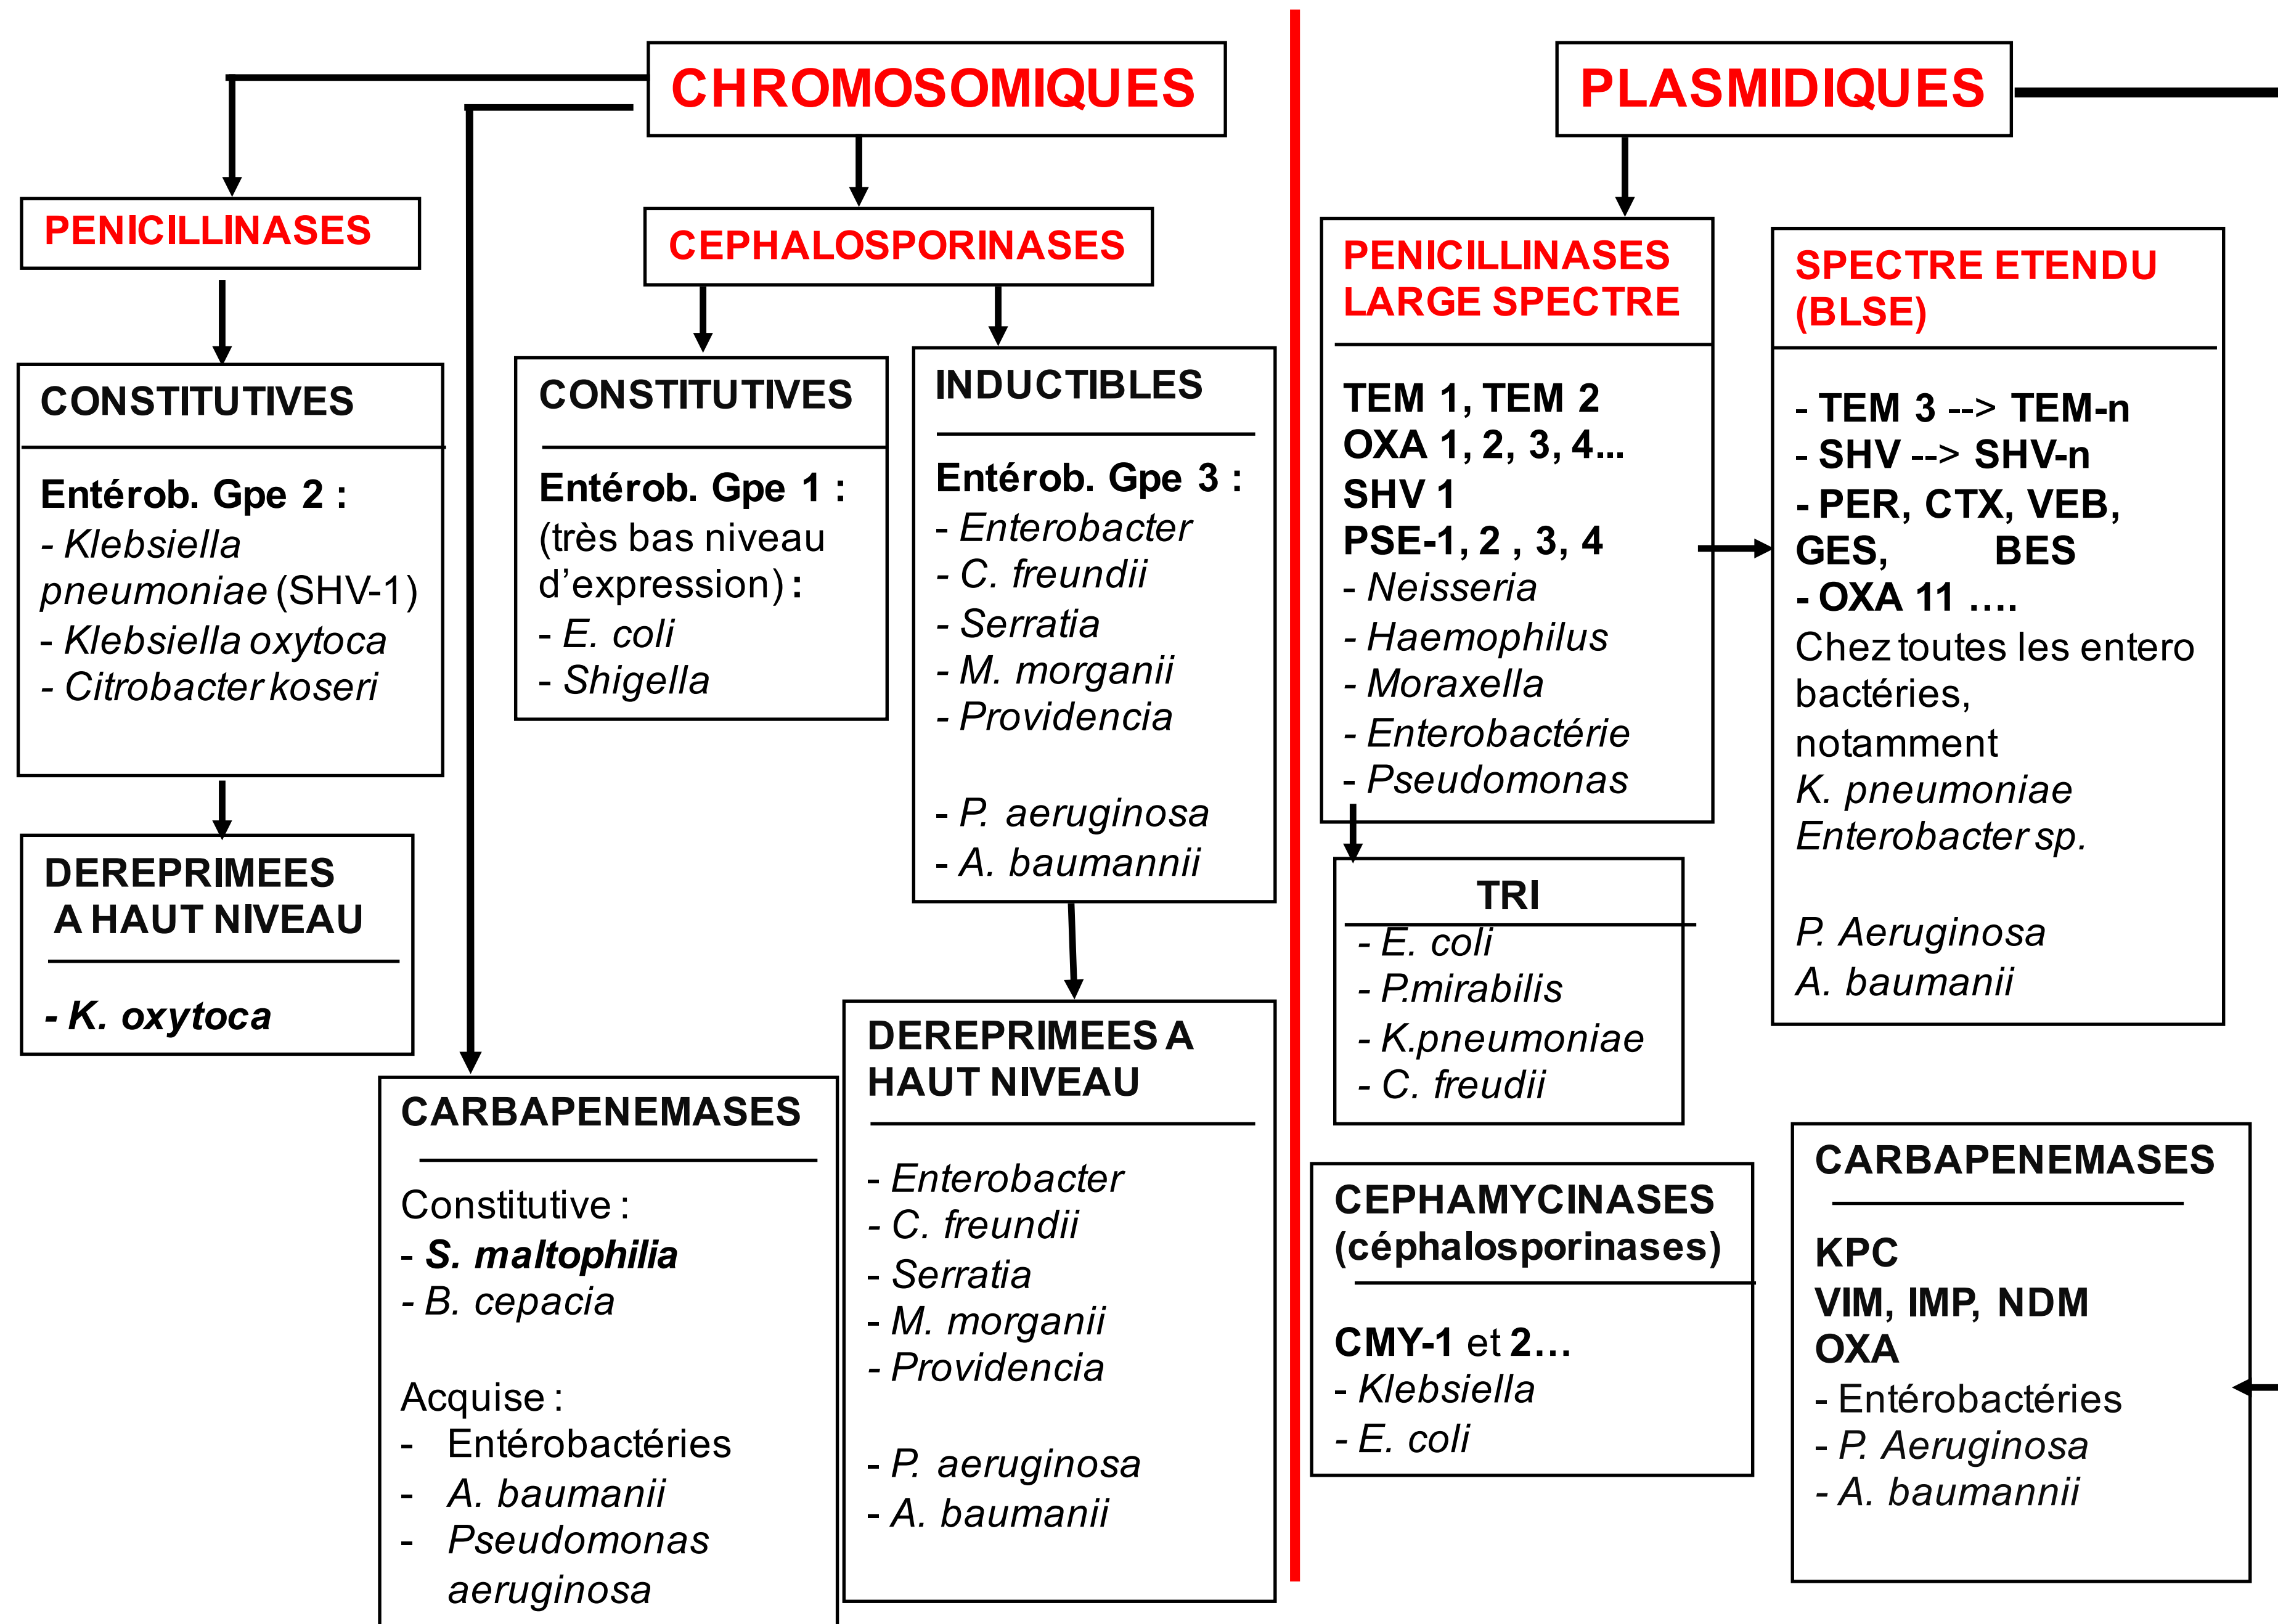 CHROMOSOMIQUES
PENICILLINASES
CONSTITUTIVES
Entérob. Gpe 2 :
- Klebsiella
pneumoniae (SHV-1)
- Klebsiella oxytoca
- Citrobacter koseri
DEREPRIMEES
A HAUT NIVEAU
- K. oxytoca
CEPHALOSPORINASES
CONSTITUTIVES
Entérob. Gpe 1 :
(très bas niveau
d’expression) :
- E. coli
- Shigella
INDUCTIBLES
Entérob. Gpe 3 :
- Enterobacter
- C. freundii
- Serratia
- M. morganii
- Providencia
- P. aeruginosa
- A. baumannii
DEREPRIMEES A
HAUT NIVEAU
- Enterobacter
- C. freundii
- Serratia
- M. morganii
- Providencia
- P. aeruginosa
- A. baumanii
CARBAPENEMASES
Constitutive :
- S. maltophilia
- B. cepacia
Acquise :
- Entérobactéries
- A. baumanii
- Pseudomonas
aeruginosa
PLASMIDIQUES
PENICILLINASES
LARGE SPECTRE
TEM 1, TEM 2
OXA 1, 2, 3, 4...
SHV 1
PSE-1, 2 , 3, 4
- Neisseria
- Haemophilus
- Moraxella
- Enterobactérie
- Pseudomonas
SPECTRE ETENDU
(BLSE)
- TEM 3 --> TEM-n
- SHV --> SHV-n
- PER, CTX, VEB,
GES, BES
- OXA 11 ....
Chez toutes les entero
bactéries,
notamment
K. pneumoniae
Enterobacter sp.
P. Aeruginosa
A. baumanii
TRI
- E. coli
- P.mirabilis
- K.pneumoniae
- C. freudii
CEPHAMYCINASES
(céphalosporinases)
CMY-1 et 2...
- Klebsiella
- E. coli
CARBAPENEMASES
KPC
VIM, IMP, NDM
OXA
- Entérobactéries
- P. Aeruginosa
- A. baumannii